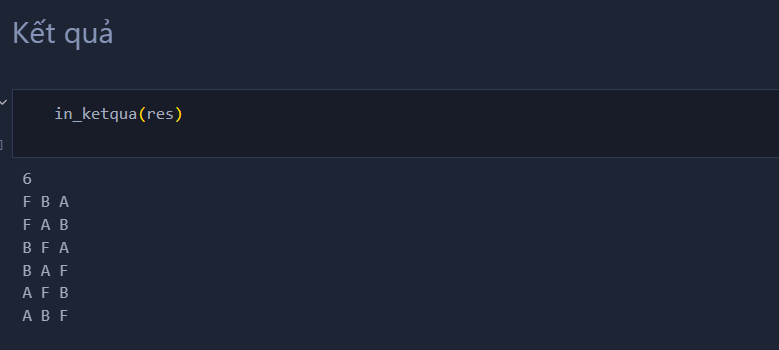 Kết quả
in_ketqua(res)
6
F B A
F A B
B F A
B A F
A F B
A B F